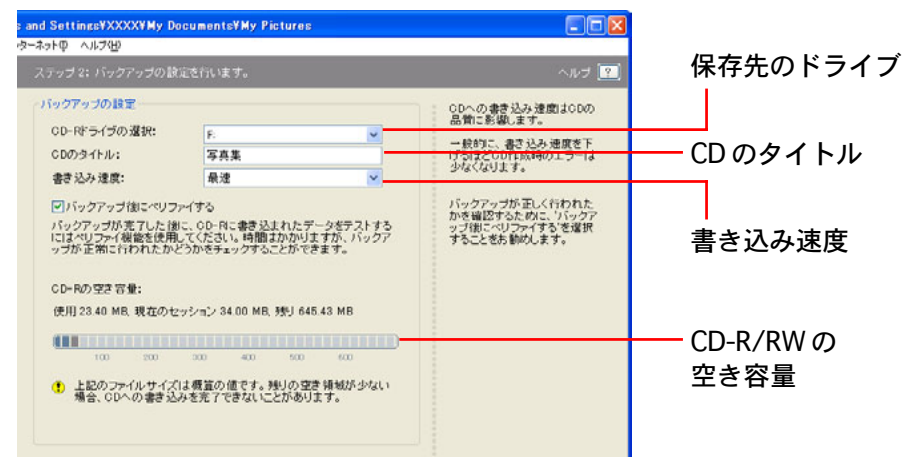 s and Settings¥XXXX¥My Documents¥My Pictures
ターネット(I) ヘルプ(H)
ステップ 2: バックアップの設定を行います。
ヘルプ ?
バックアップの設定
CD-Rドライブの選択:
F:
CDのタイトル:
写真集
書き込み速度:
最速
バックアップ後にベリファイする
バックアップが完了した後に、CD-Rに書き込まれたデータをテストする
にはベリファイ機能を使用してください。時間はかかりますが、バックア
ップが正常に行われたかどうかをチェックすることができます。
CD-Rの空き容量:
使用 23.40 MB, 現在のセッション 34.00 MB, 残り 645.43 MB
100 200 300 400 500 600
上記のファイルサイズは概算の値です。残りの空き領域が少ない
場合、CDへの書き込みを完了できないことがあります。
CDへの書き込み速度はCDの
品質に影響します。
一般的に、書き込み速度を下
げるほどCD作成時のエラーは
少なくなります。
バックアップが正しく行われた
かを確認するために、'バックア
ップ後にベリファイする'を選択
することをお勧めします。
保存先のドライブ
CD のタイトル
書き込み速度
CD-R/RW の
空き容量